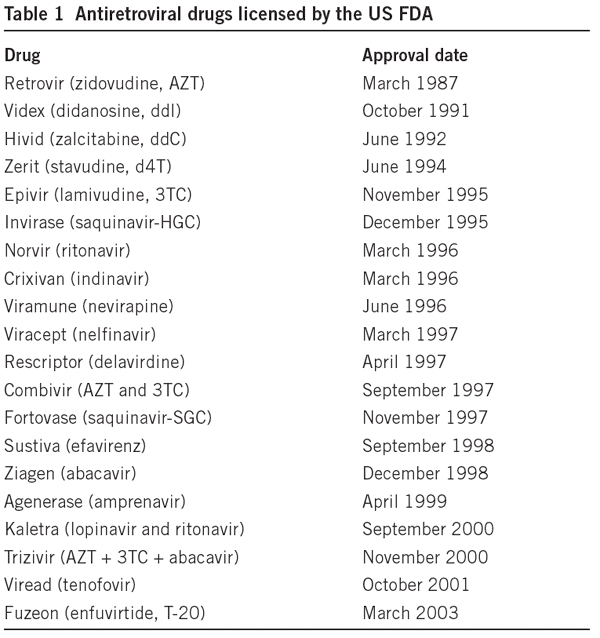 Table 1 Antiretroviral drugs licensed by the US FDA
Drug Approval date
Retrovir (zidovudine, AZT) March 1987
Videx (didanosine, ddI) October 1991
Hivid (zalcitabine, ddC) June 1992
Zerit (stavudine, d4T) June 1994
Epivir (lamivudine, 3TC) November 1995
Invirase (saquinavir-HGC) December 1995
Norvir (ritonavir) March 1996
Crixivan (indinavir) March 1996
Viramune (nevirapine) June 1996
Viracept (nelfinavir) March 1997
Rescriptor (delavirdine) April 1997
Combivir (AZT and 3TC) September 1997
Fortovase (saquinavir-SGC) November 1997
Sustiva (efavirenz) September 1998
Ziagen (abacavir) December 1998
Agenerase (amprenavir) April 1999
Kaletra (lopinavir and ritonavir) September 2000
Trizivir (AZT + 3TC + abacavir) November 2000
Viread (tenofovir) October 2001
Fuzeon (enfuvirtide, T-20) March 2003